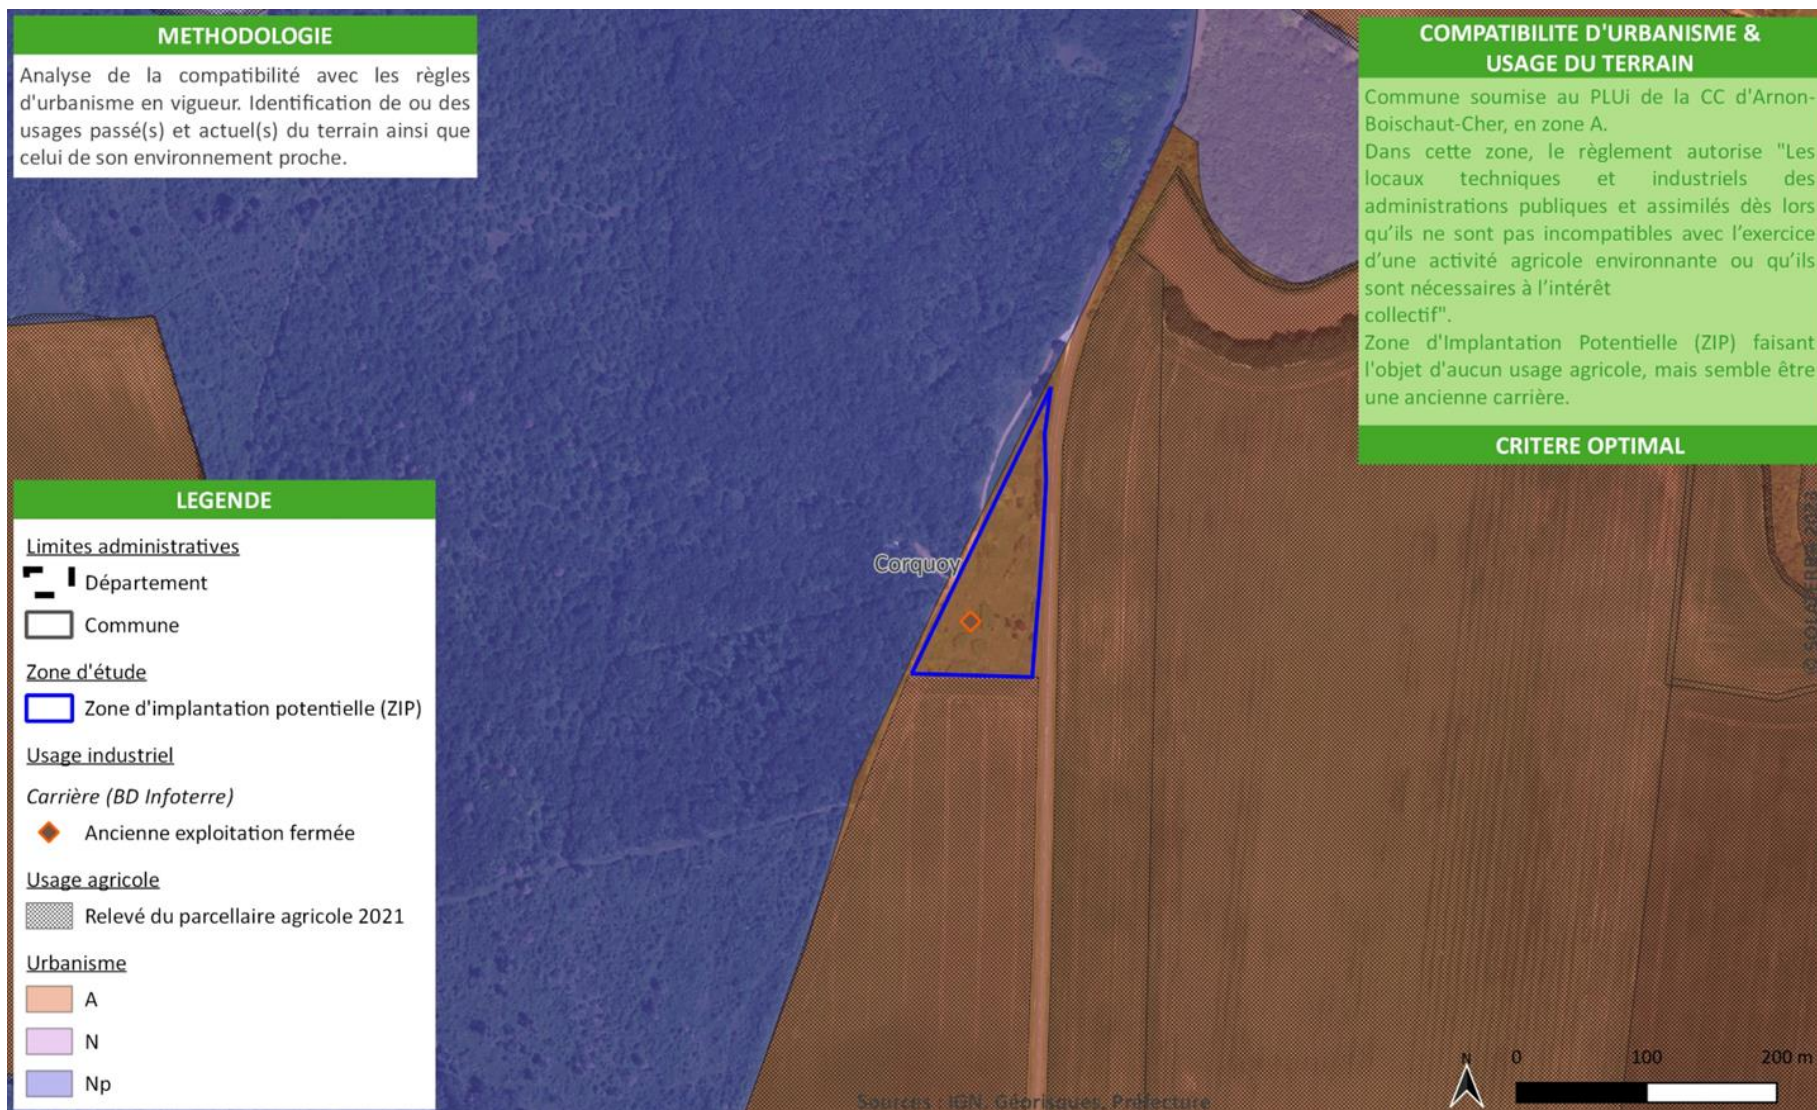 METHODOLOGIE
Analyse de la compatibilité avec les règles
d'urbanisme en vigueur. Identification de ou des
usages passé(s) et actuel(s) du terrain ainsi que
celui de son environnement proche.
COMPATIBILITE D'URBANISME &
USAGE DU TERRAIN
Commune soumise au PLUi de la CC d'Arnon-
Boischaut-Cher, en zone A.
Dans cette zone, le règlement autorise "Les
locaux techniques et industriels des
administrations publiques et assimilés dès lors
qu'ils ne sont pas incompatibles avec l'exercice
d'une activité agricole environnante ou qu'ils
sont nécessaires à l'intérêt
collectif".
Zone d'Implantation Potentielle (ZIP) faisant
l'objet d'aucun usage agricole, mais semble être
une ancienne carrière.
CRITERE OPTIMAL
LEGENDE
Limites administratives
Département
Commune
Zone d'étude
Zone d'implantation potentielle (ZIP)
Usage industriel
Carrière (BD Infoterre)
Ancienne exploitation fermée
Usage agricole
Relevé du parcellaire agricole 2021
Urbanisme
A
N
Np
Corquoy
N
0 100 200 m
Sources : IGN, Géorisques, Préfecture